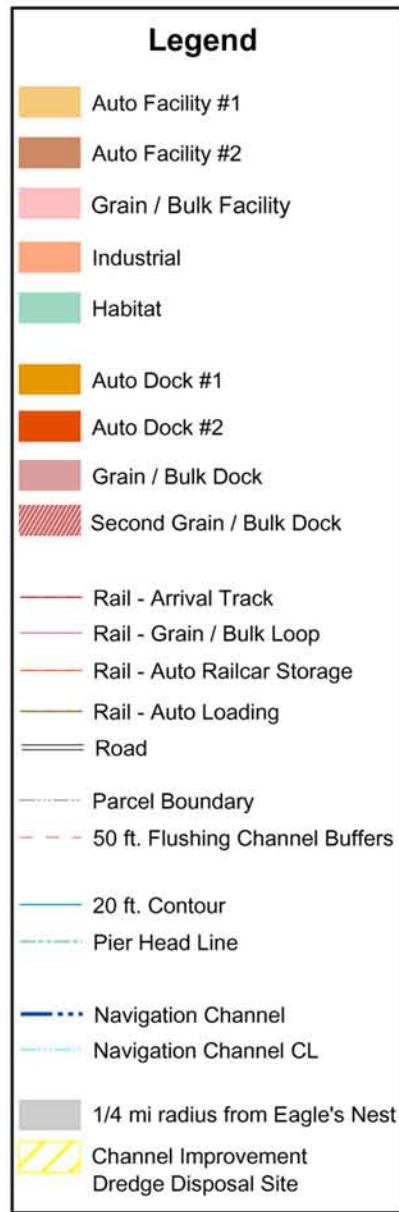 Legend
Auto Facility #1
Auto Facility #2
Grain / Bulk Facility
Industrial
Habitat
Auto Dock #1
Auto Dock #2
Grain / Bulk Dock
Second Grain / Bulk Dock
Rail - Arrival Track
Rail - Grain / Bulk Loop
Rail - Auto Railcar Storage
Rail - Auto Loading
Road
Parcel Boundary
50 ft. Flushing Channel Buffers
20 ft. Contour
Pier Head Line
Navigation Channel
Navigation Channel CL
1/4 mi radius from Eagle's Nest
Channel Improvement
Dredge Disposal Site